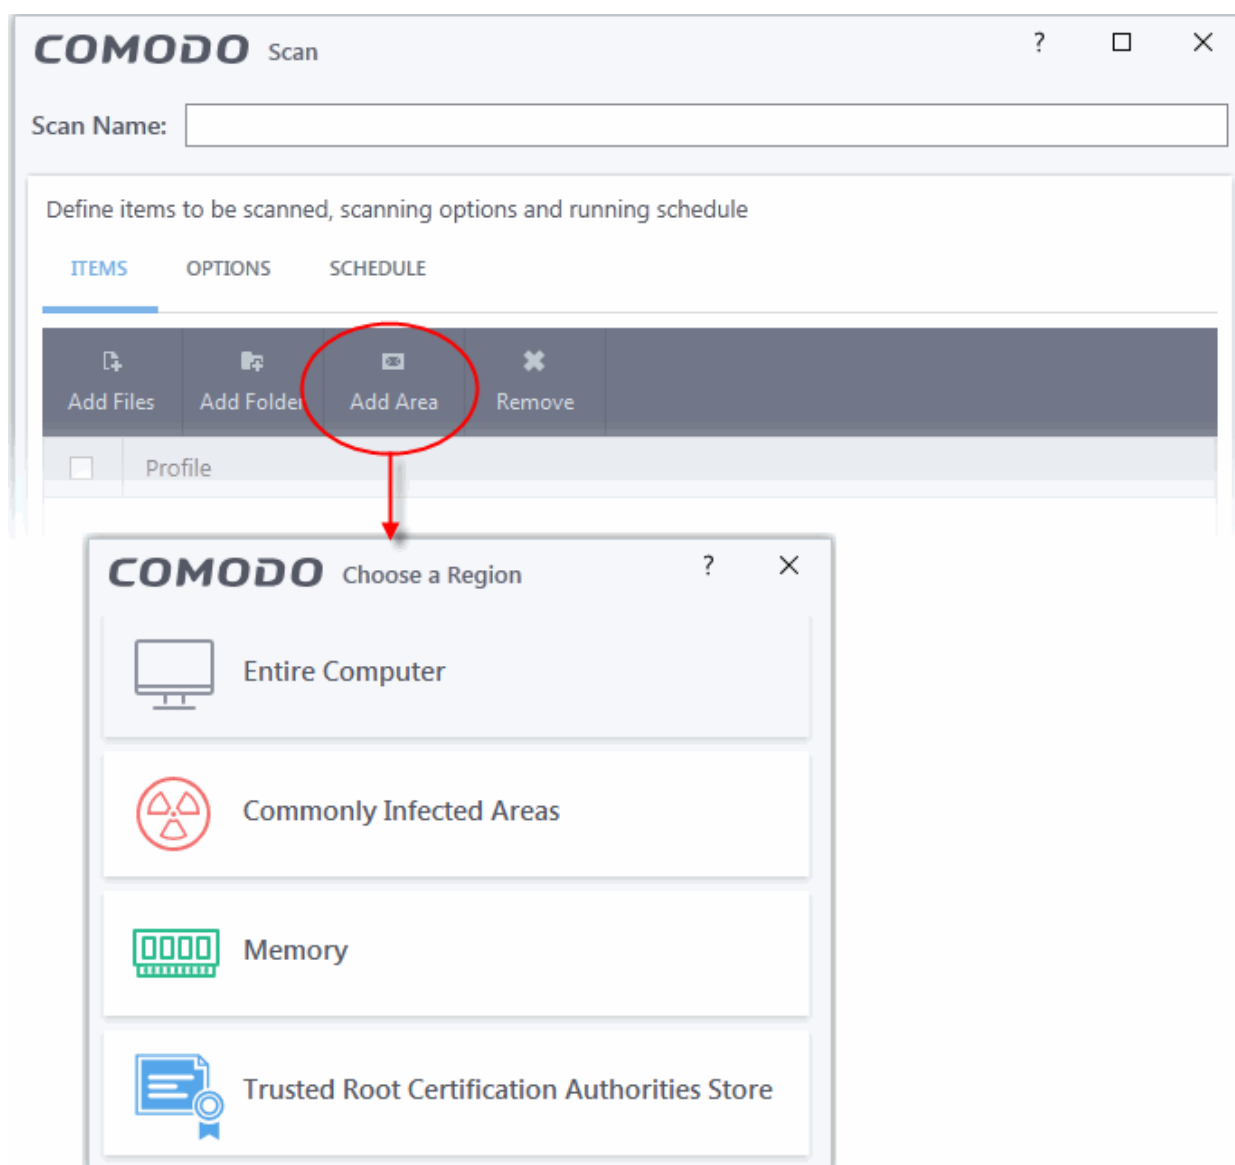 COMODO Scan ?
Scan Name:
Define items to be scanned, scanning options and running schedule
ITEMS OPTIONS SCHEDULE
Add Files Add Folder Add Area Remove
Profile
COMODO Choose a Region ?
Entire Computer
Commonly Infected Areas
Memory
Trusted Root Certification Authorities Store